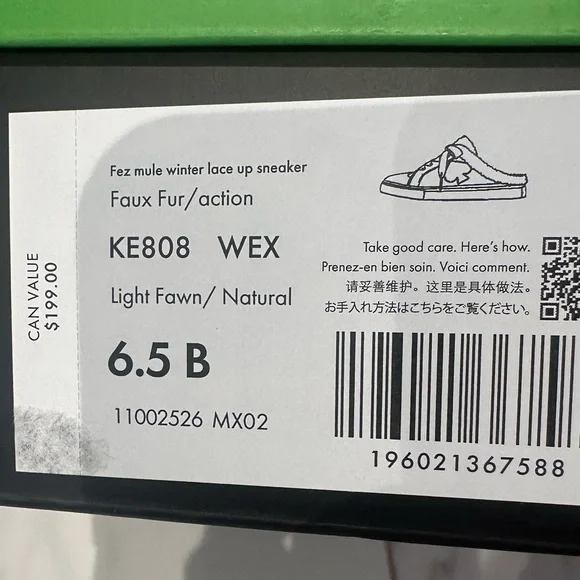 CAN VALUE
$199.00
Fez mule winter lace up sneaker
Faux Fur/action
KE808 WEX
Light Fawn/ Natural
6.5 B
11002526 MX02
Take good care. Here's how.
Prenez-en bien soin. Voici comment.
请妥善维护。这里是具体做法。
お手入れ方法はこちらをご覧ください。
196021367588